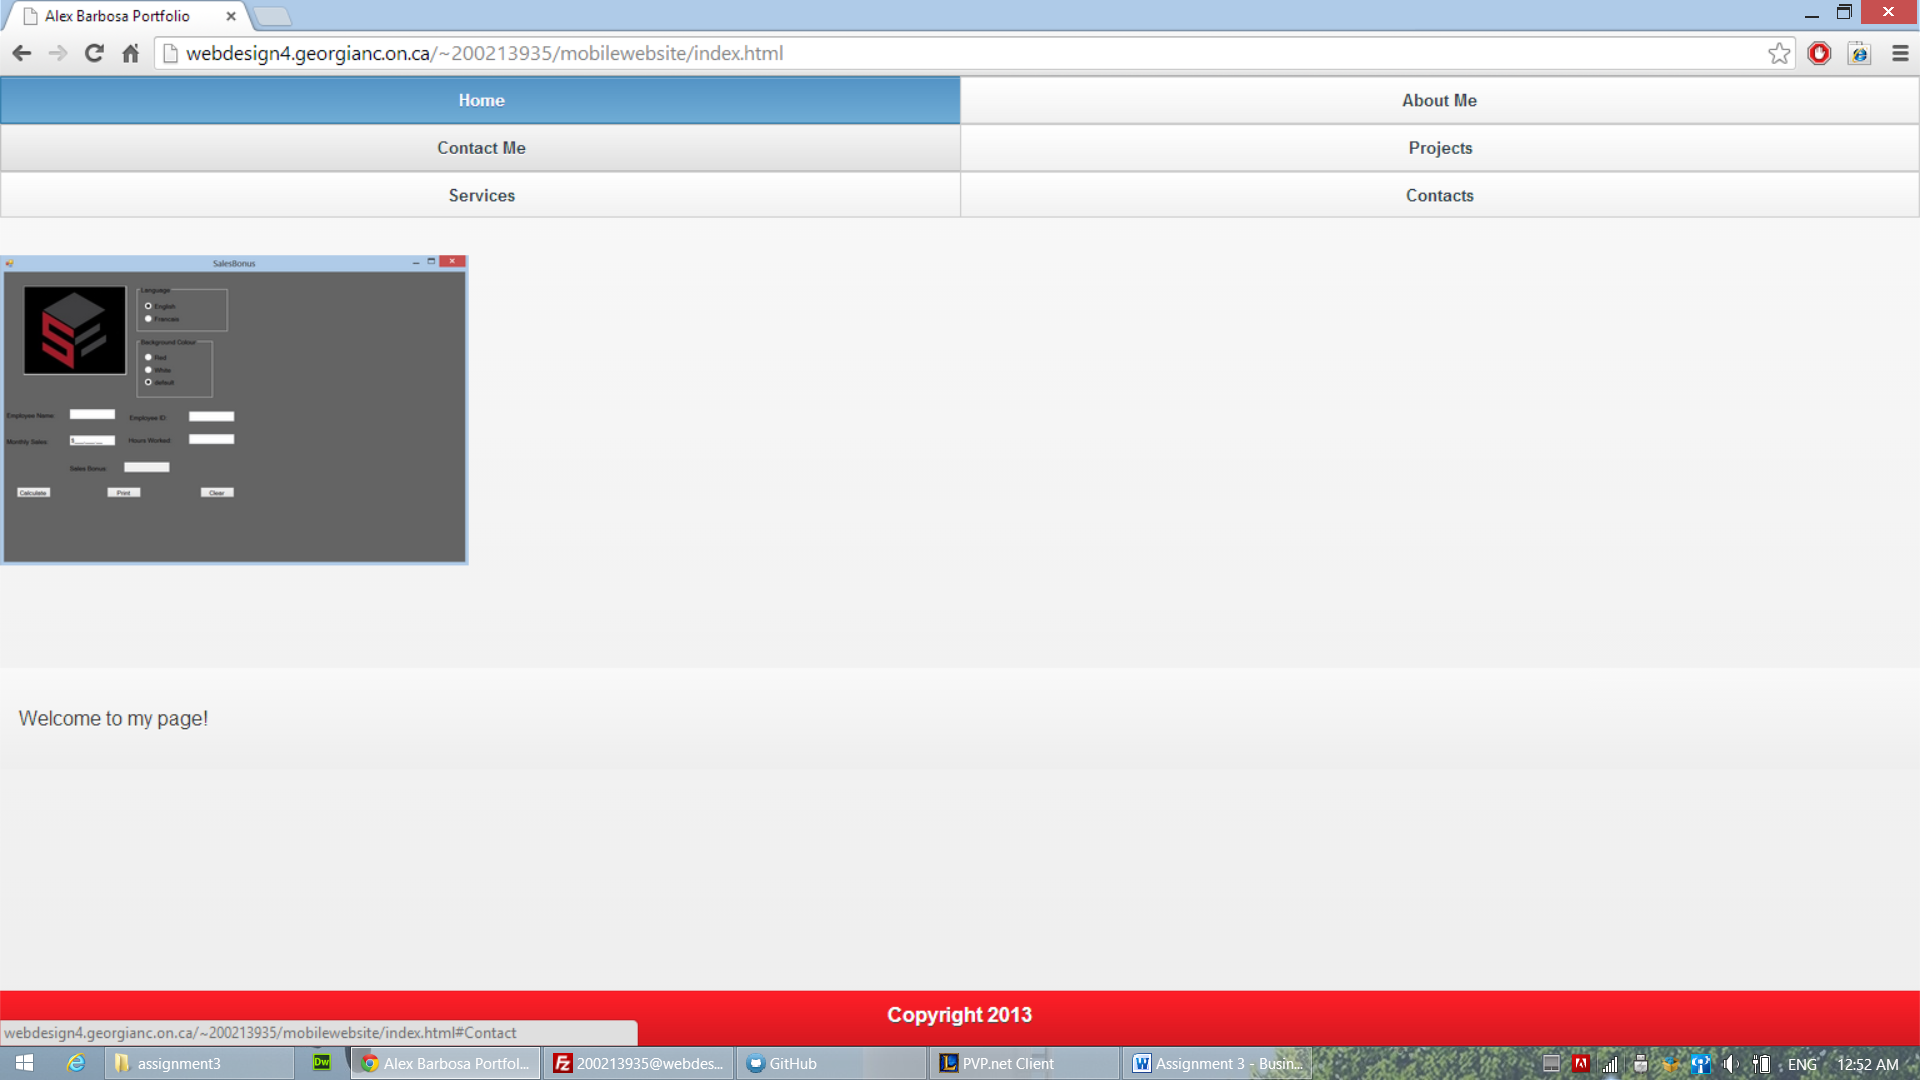 Alex Barbosa Portfolio
webdesign4.georgianc.on.ca/~200213935/mobilewebsite/index.html
Home
About Me
Contact Me
Projects
Services
Contacts
SalesBonus
Language
English
Francais
Background Colour
Red
White
default
Employee Name:
Employee ID:
Monthly Sales:
$___,___.__
Hours Worked:
Sales Bonus:
Calculate
Print
Clear
Welcome to my page!
Copyright 2013
webdesign4.georgianc.on.ca/~200213935/mobilewebsite/index.html#Contact
assignment3
Dw
Alex Barbosa Portfol...
200213935@webdes...
GitHub
PVP.net Client
Assignment 3 - Busin...
ENG
12:52 AM